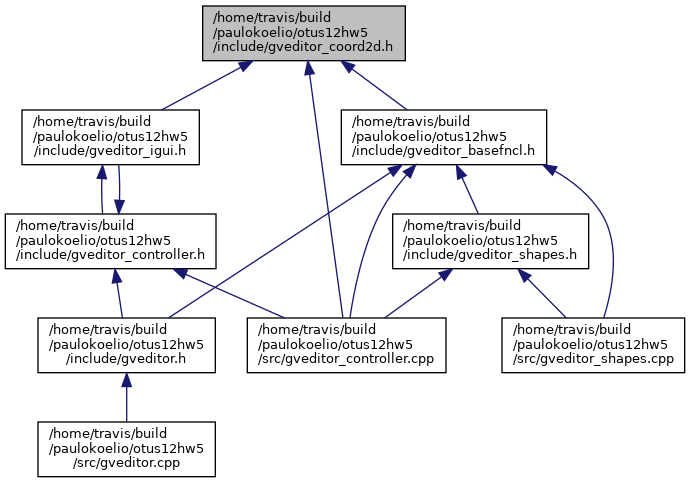 /home/travis/build
/paulokoelio/otus12hw5
/include/gveditor_coord2d.h
/home/travis/build
/paulokoelio/otus12hw5
/include/gveditor_igui.h
/home/travis/build
/paulokoelio/otus12hw5
/include/gveditor_basefncl.h
/home/travis/build
/paulokoelio/otus12hw5
/include/gveditor_controller.h
/home/travis/build
/paulokoelio/otus12hw5
/include/gveditor_shapes.h
/home/travis/build
/paulokoelio/otus12hw5
/include/gveditor.h
/home/travis/build
/paulokoelio/otus12hw5
/src/gveditor_controller.cpp
/home/travis/build
/paulokoelio/otus12hw5
/src/gveditor_shapes.cpp
/home/travis/build
/paulokoelio/otus12hw5
/src/gveditor.cpp